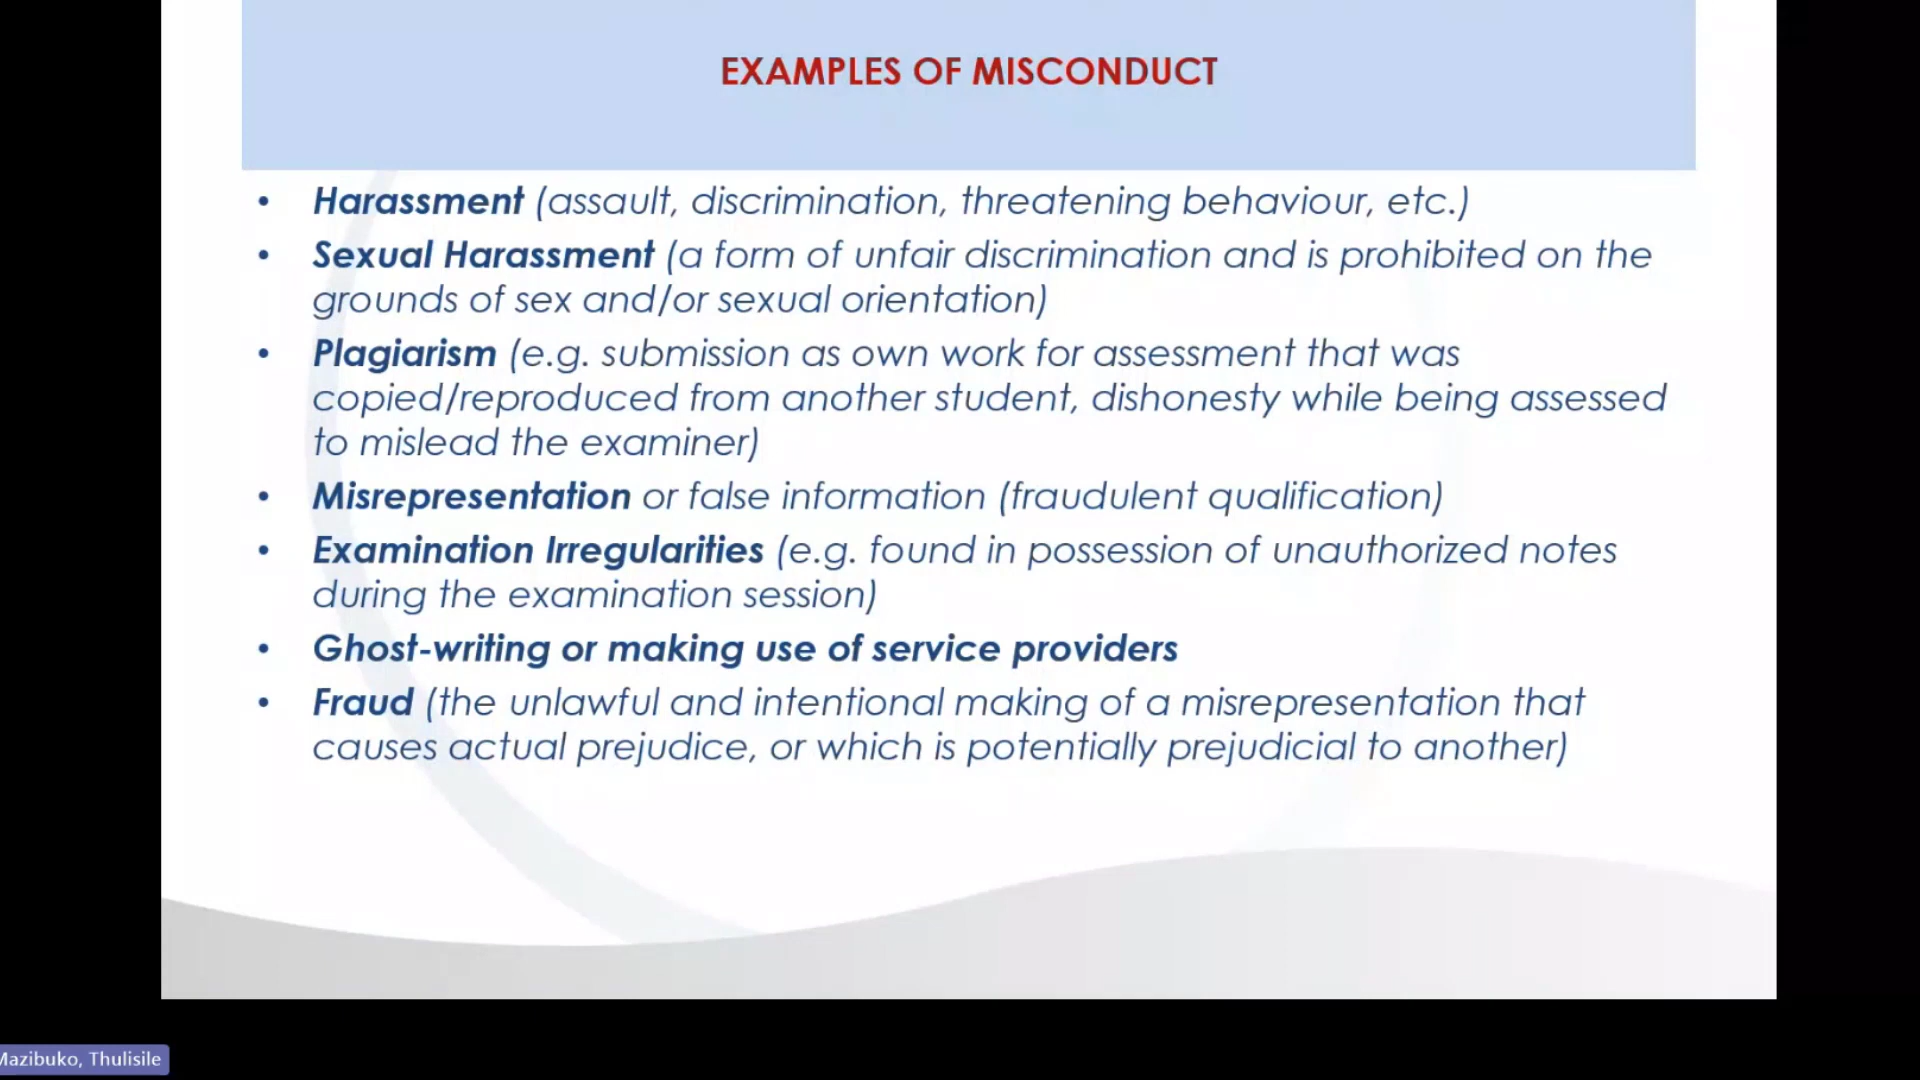 EXAMPLES OF MISCONDUCT
• Harassment (assault, discrimination, threatening behaviour, etc.)
• Sexual Harassment (a form of unfair discrimination and is prohibited on the
grounds of sex and/or sexual orientation)
• Plagiarism (e.g. submission as own work for assessment that was
copied/reproduced from another student, dishonesty while being assessed
to mislead the examiner)
• Misrepresentation or false information (fraudulent qualification)
• Examination Irregularities (e.g. found in possession of unauthorized notes
during the examination session)
• Ghost-writing or making use of service providers
• Fraud (the unlawful and intentional making of a misrepresentation that
causes actual prejudice, or which is potentially prejudicial to another)
Mazibuko, Thulisile